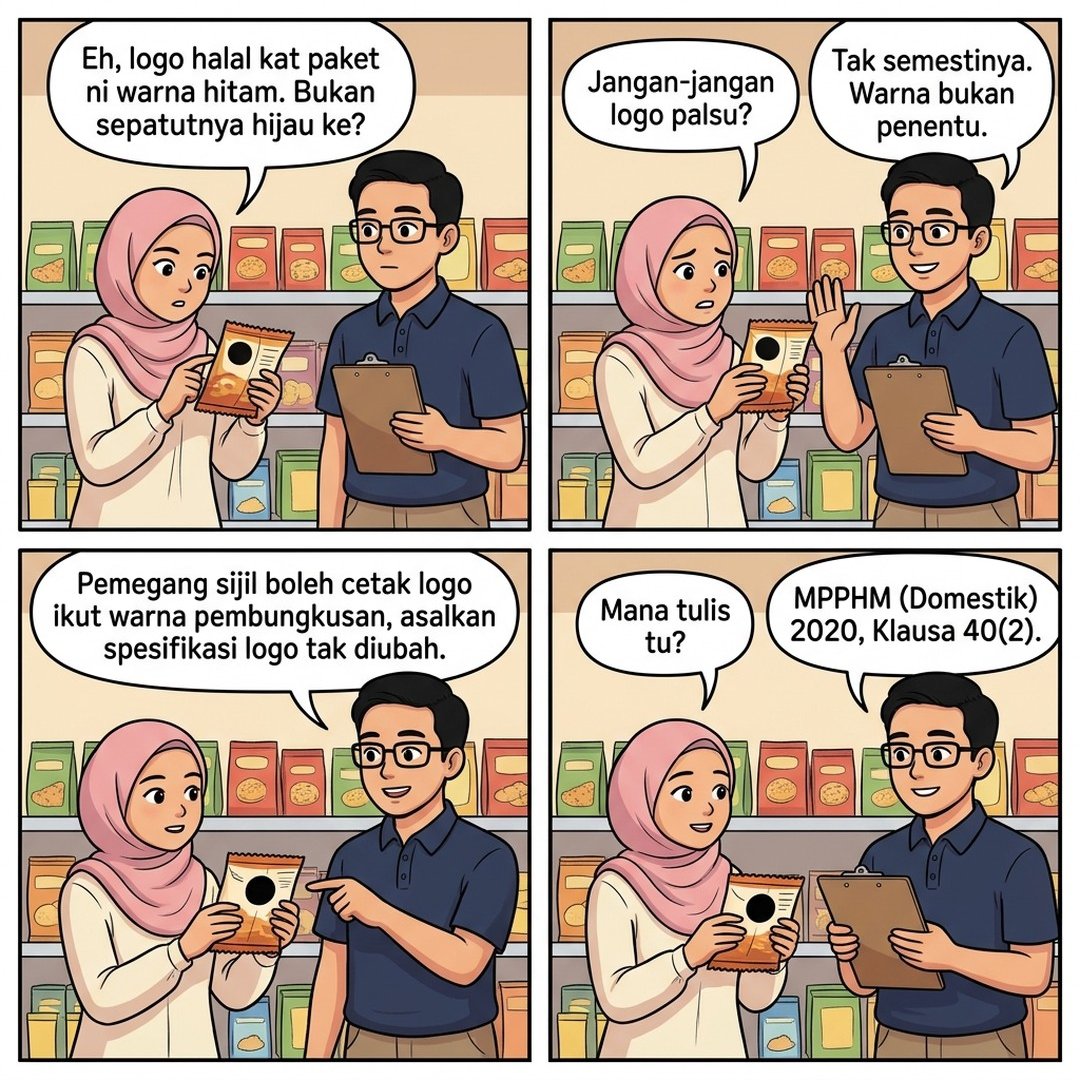 Eh, logo halal kat paket
ni warna hitam. Bukan
sepatutnya hijau ke?
Jangan-jangan
logo palsu?
Tak semestinya.
Warna bukan
penentu.
Pemegang sijil boleh cetak logo
ikut warna pembungkusan, asalkan
spesifikasi logo tak diubah.
Mana tulis
tu?
MPPHM (Domestik)
2020, Klausa 40(2).